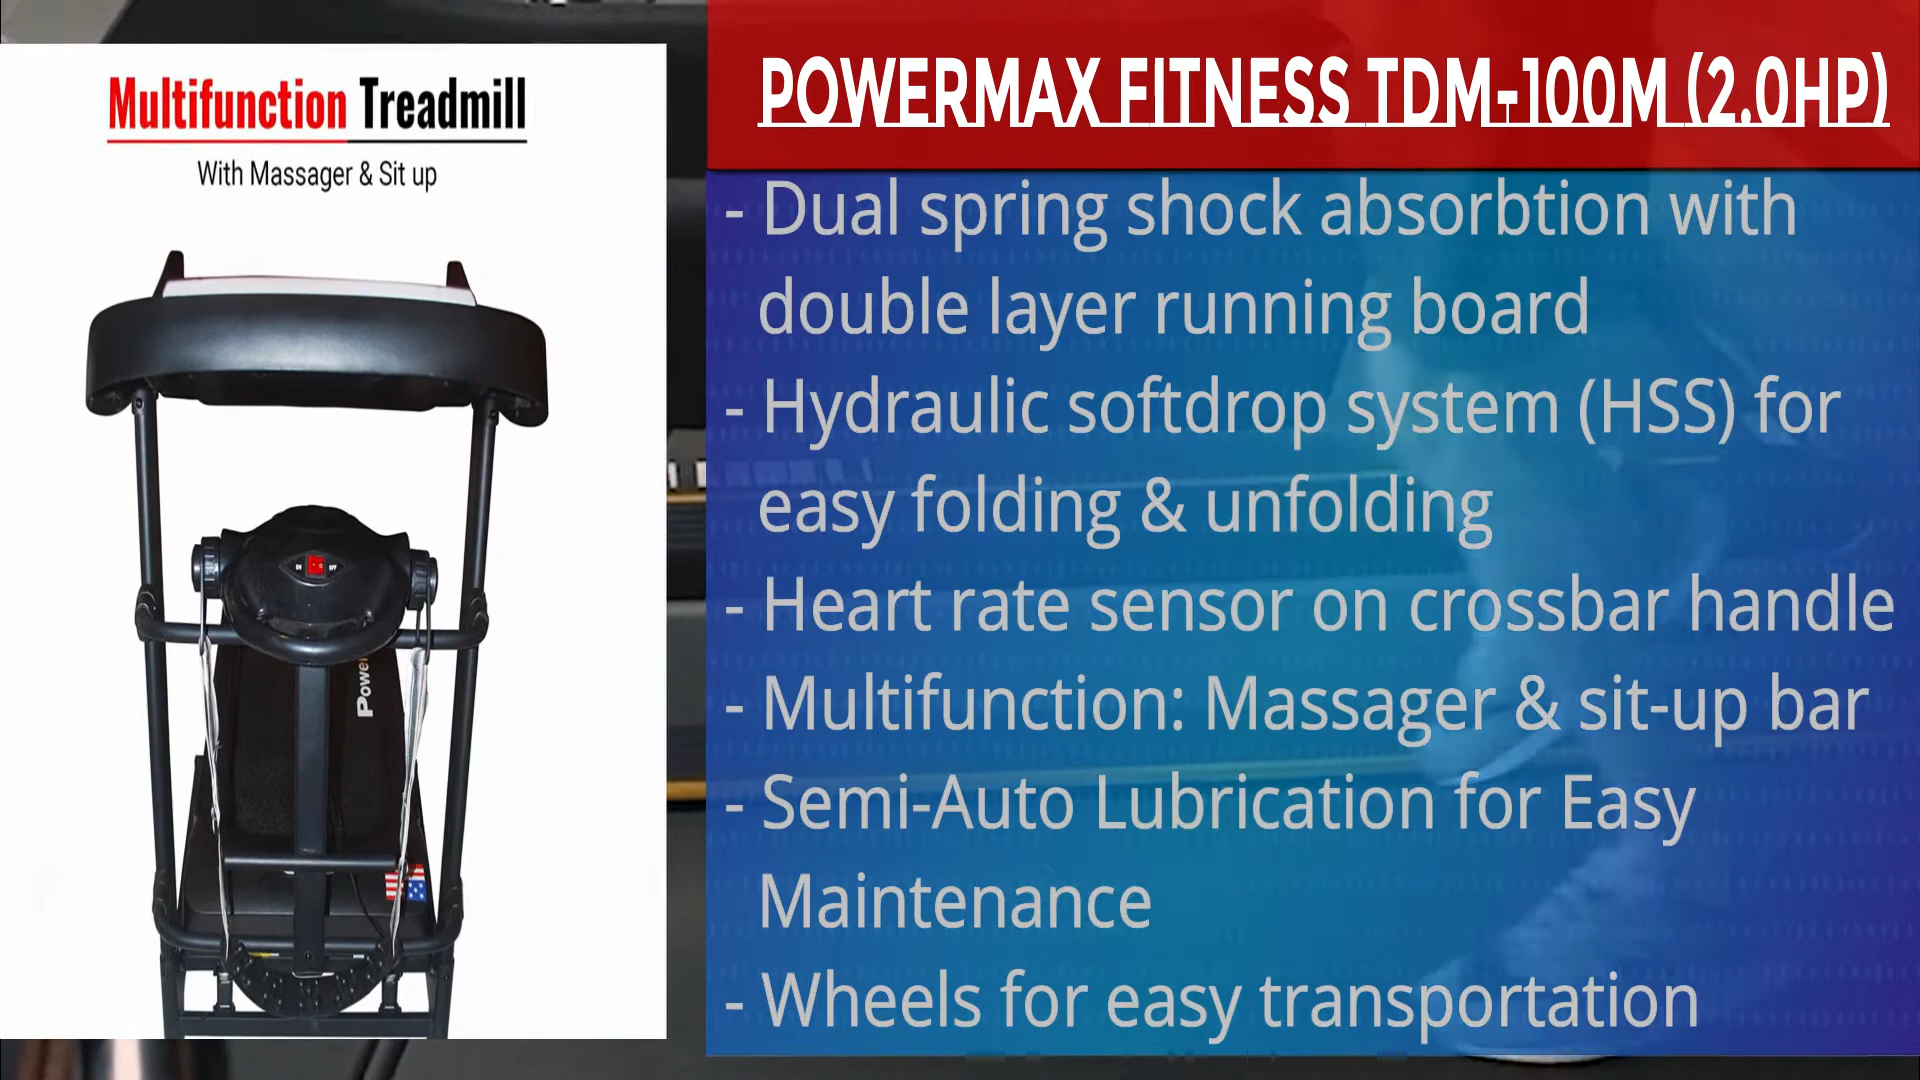 Multifunction Treadmill
With Massager & Sit up
Power
POWERMAX FITNESS TDM-100M (2.0HP)
- Dual spring shock absorbtion with
double layer running board
- Hydraulic softdrop system (HSS) for
easy folding & unfolding
- Heart rate sensor on crossbar handle
- Multifunction: Massager & sit-up bar
- Semi-Auto Lubrication for Easy
Maintenance
- Wheels for easy transportation